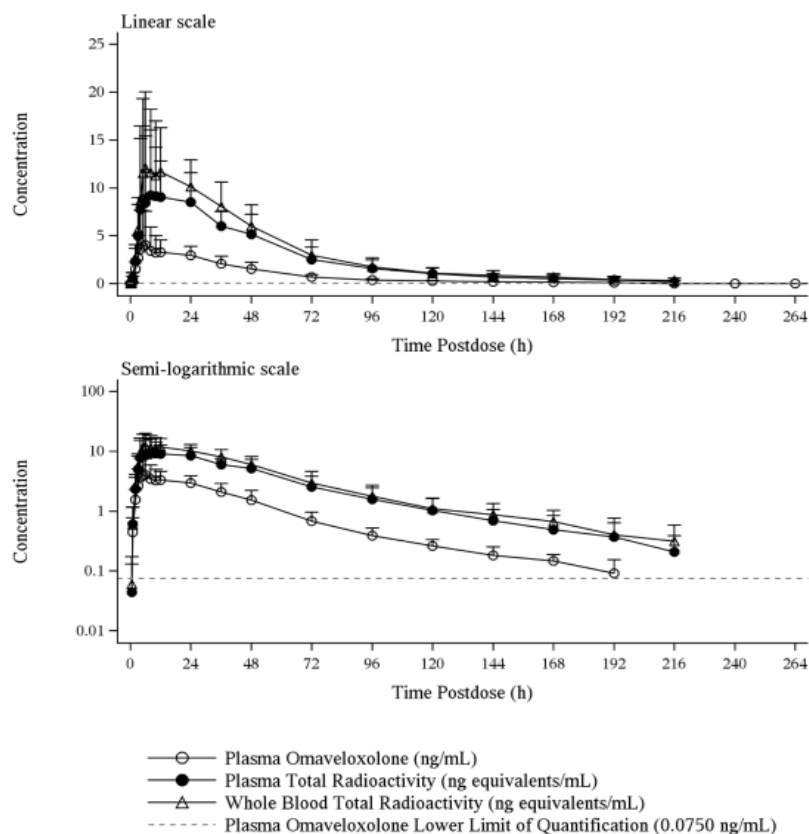 Linear scale
25
20
15
10
5
0
Concentration
0 24 48 72 96 120 144 168 192 216 240 264
Time Postdose (h)
Semi-logarithmic scale
100
10
1
0.1
0.01
Concentration
0 24 48 72 96 120 144 168 192 216 240 264
Time Postdose (h)
Plasma Omaveloxolone (ng/mL)
Plasma Total Radioactivity (ng equivalents/mL)
Whole Blood Total Radioactivity (ng equivalents/mL)
Plasma Omaveloxolone Lower Limit of Quantification (0.0750 ng/mL)